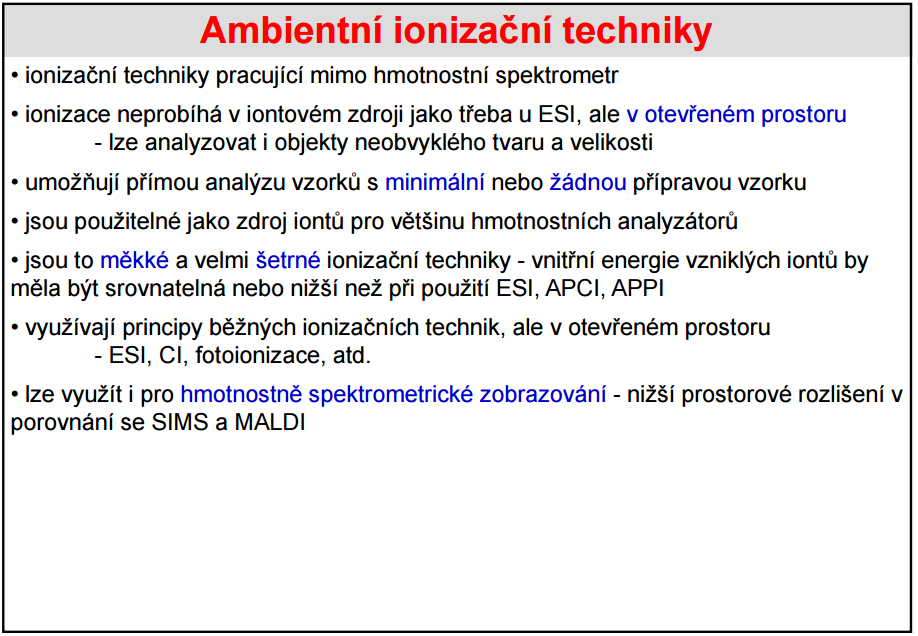 Ambientní ionizační techniky
• ionizační techniky pracující mimo hmotnostní spektrometr
• ionizace neprobíhá v iontovém zdroji jako třeba u ESI, ale v otevřeném prostoru
- lze analyzovat i objekty neobvyklého tvaru a velikosti
• umožňují přímou analýzu vzorků s minimální nebo žádnou přípravou vzorku
• jsou použitelné jako zdroj iontů pro většinu hmotnostních analyzátorů
• jsou to měkké a velmi šetrné ionizační techniky - vnitřní energie vzniklých iontů by
měla být srovnatelná nebo nižší než při použití ESI, APCI, APPI
• využívají principy běžných ionizačních technik, ale v otevřeném prostoru
- ESI, CI, fotoionizace, atd.
• lze využít i pro hmotnostně spektrometrické zobrazování - nižší prostorové rozlišení v
porovnání se SIMS a MALDI